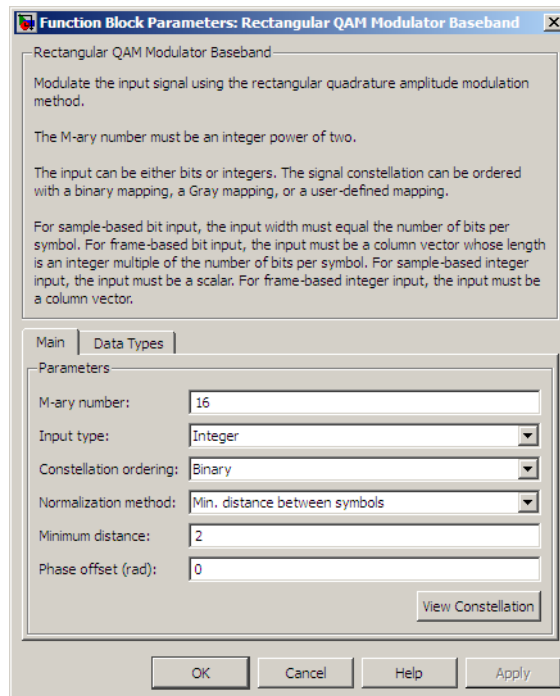 Function Block Parameters: Rectangular QAM Modulator Baseband
Rectangular QAM Modulator Baseband
Modulate the input signal using the rectangular quadrature amplitude modulation
method.
The M-ary number must be an integer power of two.
The input can be either bits or integers. The signal constellation can be ordered
with a binary mapping, a Gray mapping, or a user-defined mapping.
For sample-based bit input, the input width must equal the number of bits per
symbol. For frame-based bit input, the input must be a column vector whose length
is an integer multiple of the number of bits per symbol. For sample-based integer
input, the input must be a scalar. For frame-based integer input, the input must be
a column vector.
Main Data Types
Parameters
M-ary number: 16
Input type: Integer
Constellation ordering: Binary
Normalization method: Min. distance between symbols
Minimum distance: 2
Phase offset (rad): 0
View Constellation
OK Cancel Help Apply